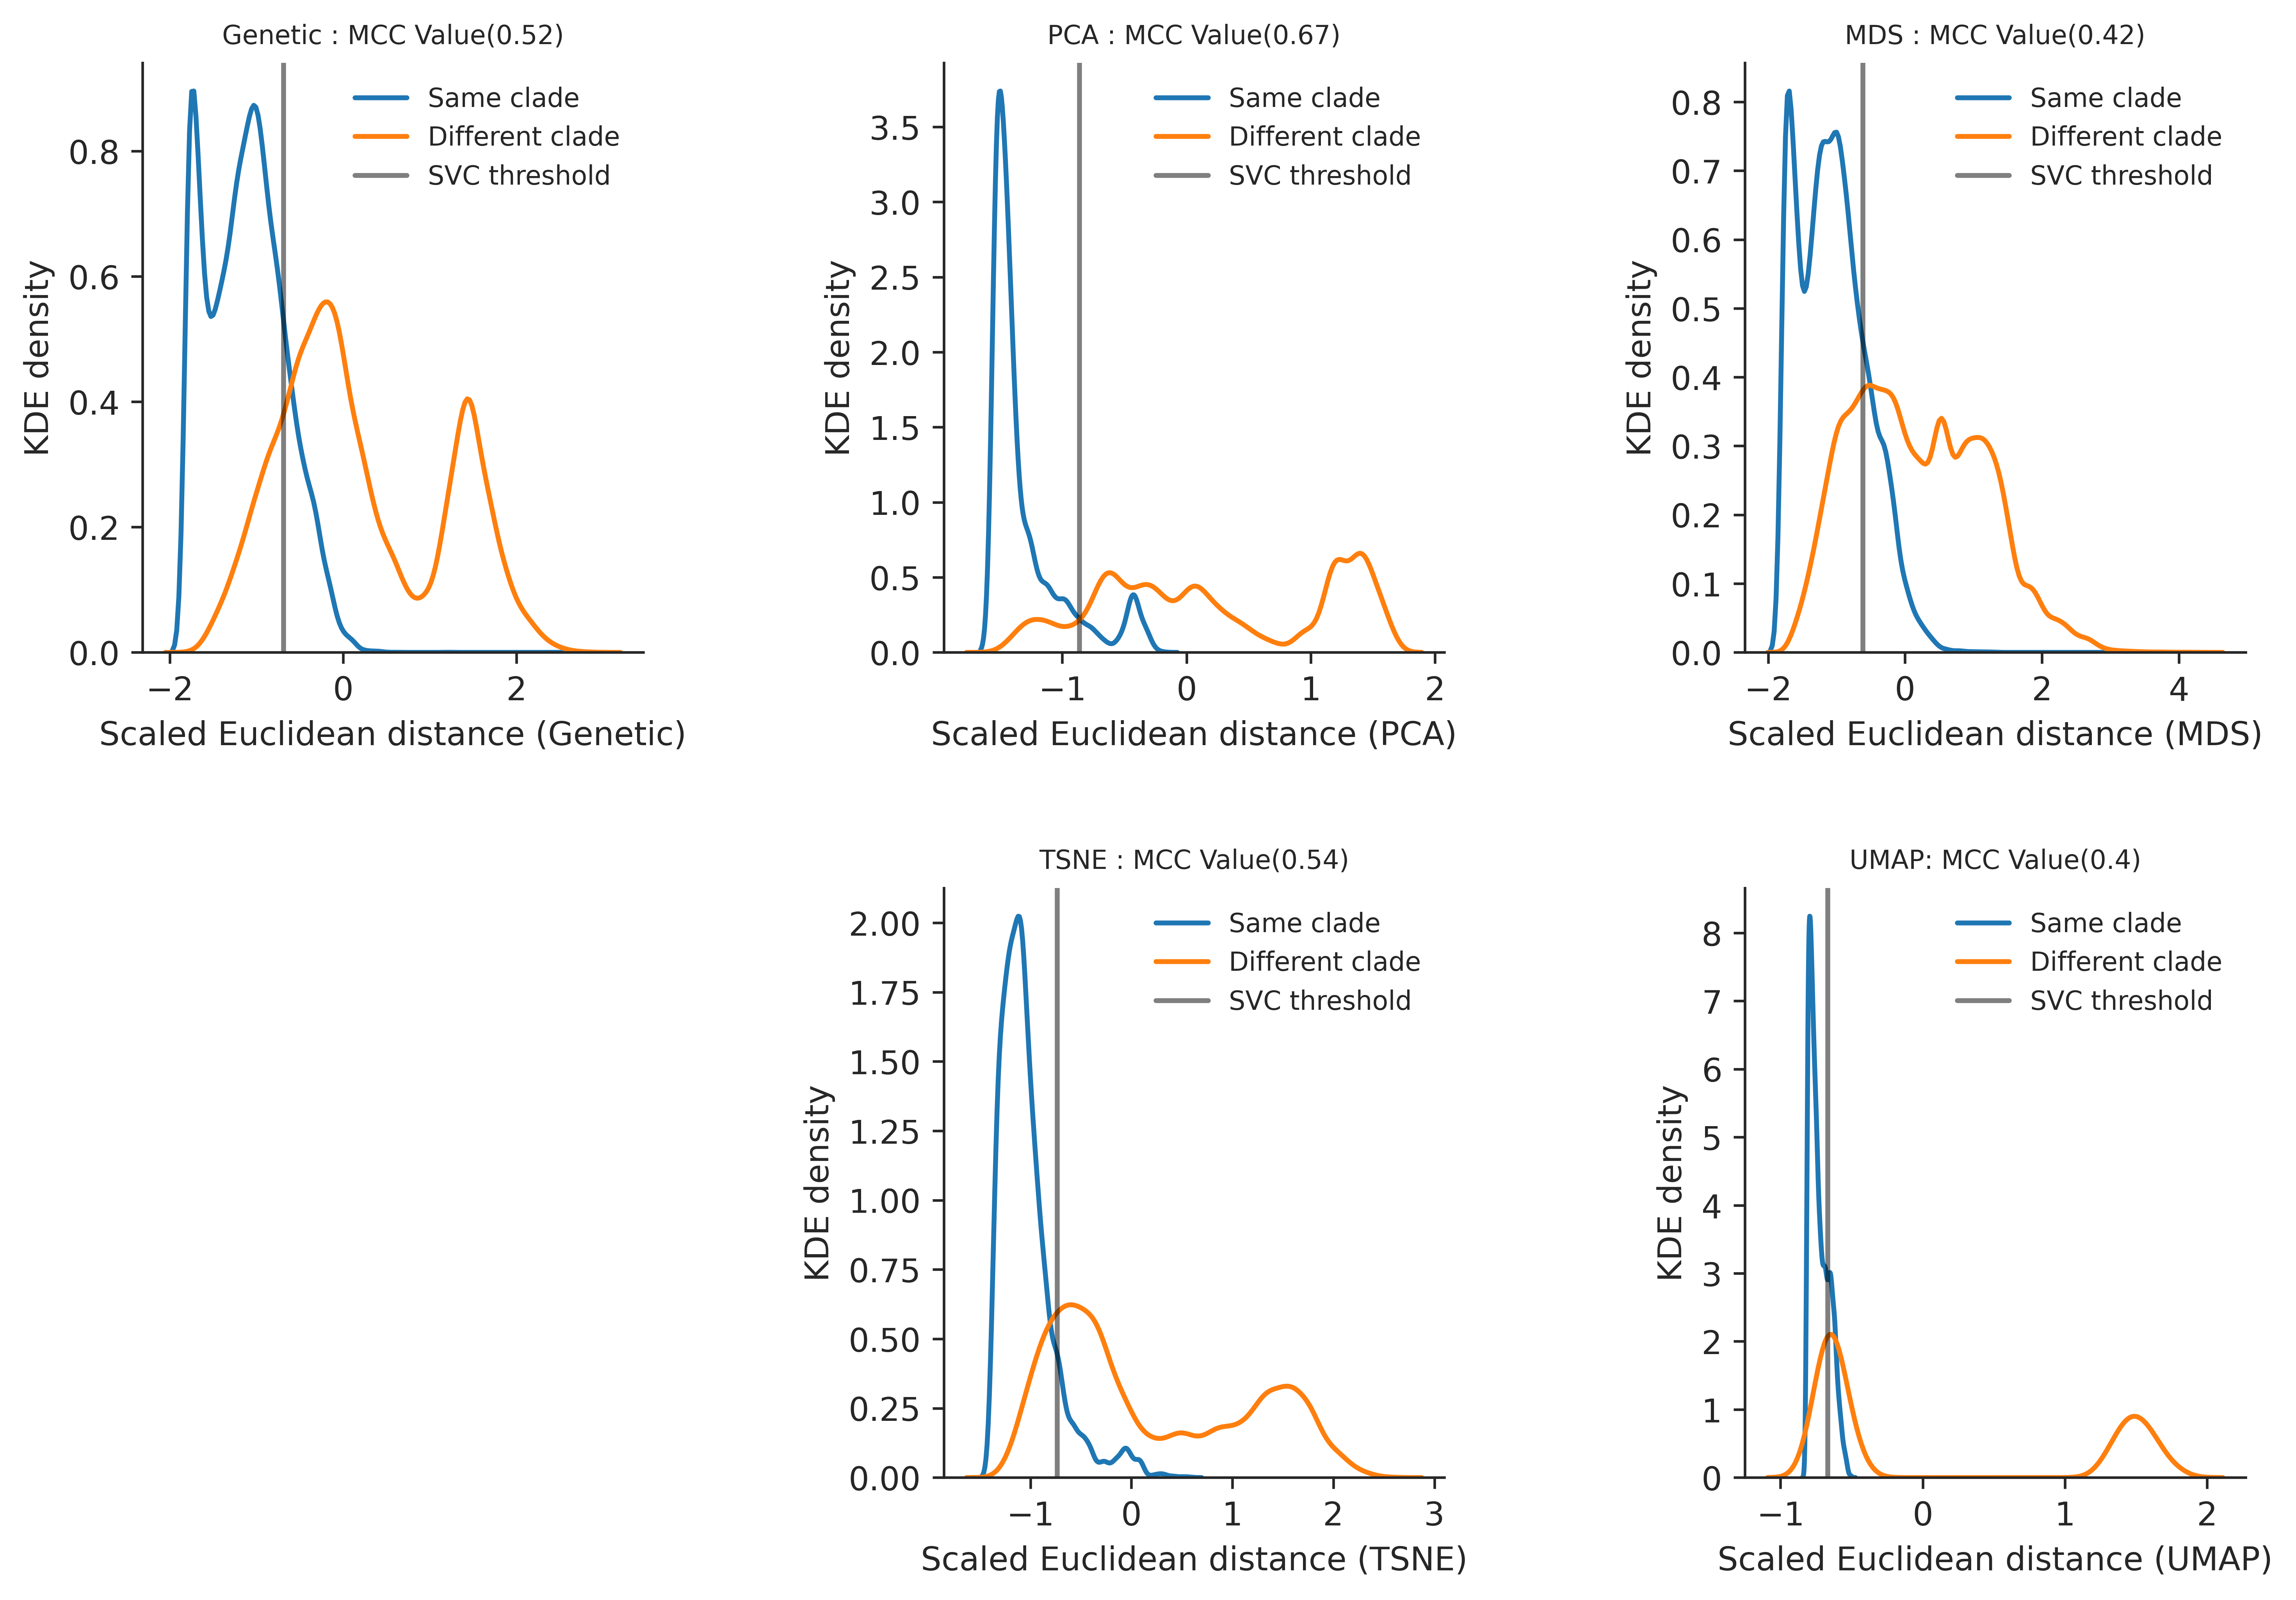 Genetic : MCC Value(0.52)
Same clade
Different clade
SVC threshold
0.8
0.6
0.4
0.2
0.0
KDE density
−2
0
2
Scaled Euclidean distance (Genetic)
PCA : MCC Value(0.67)
Same clade
Different clade
SVC threshold
3.5
3.0
2.5
2.0
1.5
1.0
0.5
0.0
KDE density
−1
0
1
2
Scaled Euclidean distance (PCA)
MDS : MCC Value(0.42)
Same clade
Different clade
SVC threshold
0.8
0.7
0.6
0.5
0.4
0.3
0.2
0.1
0.0
KDE density
−2
0
2
4
Scaled Euclidean distance (MDS)
TSNE : MCC Value(0.54)
Same clade
Different clade
SVC threshold
2.00
1.75
1.50
1.25
1.00
0.75
0.50
0.25
0.00
KDE density
−1
0
1
2
3
Scaled Euclidean distance (TSNE)
UMAP: MCC Value(0.4)
Same clade
Different clade
SVC threshold
8
7
6
5
4
3
2
1
0
KDE density
−1
0
1
2
Scaled Euclidean distance (UMAP)